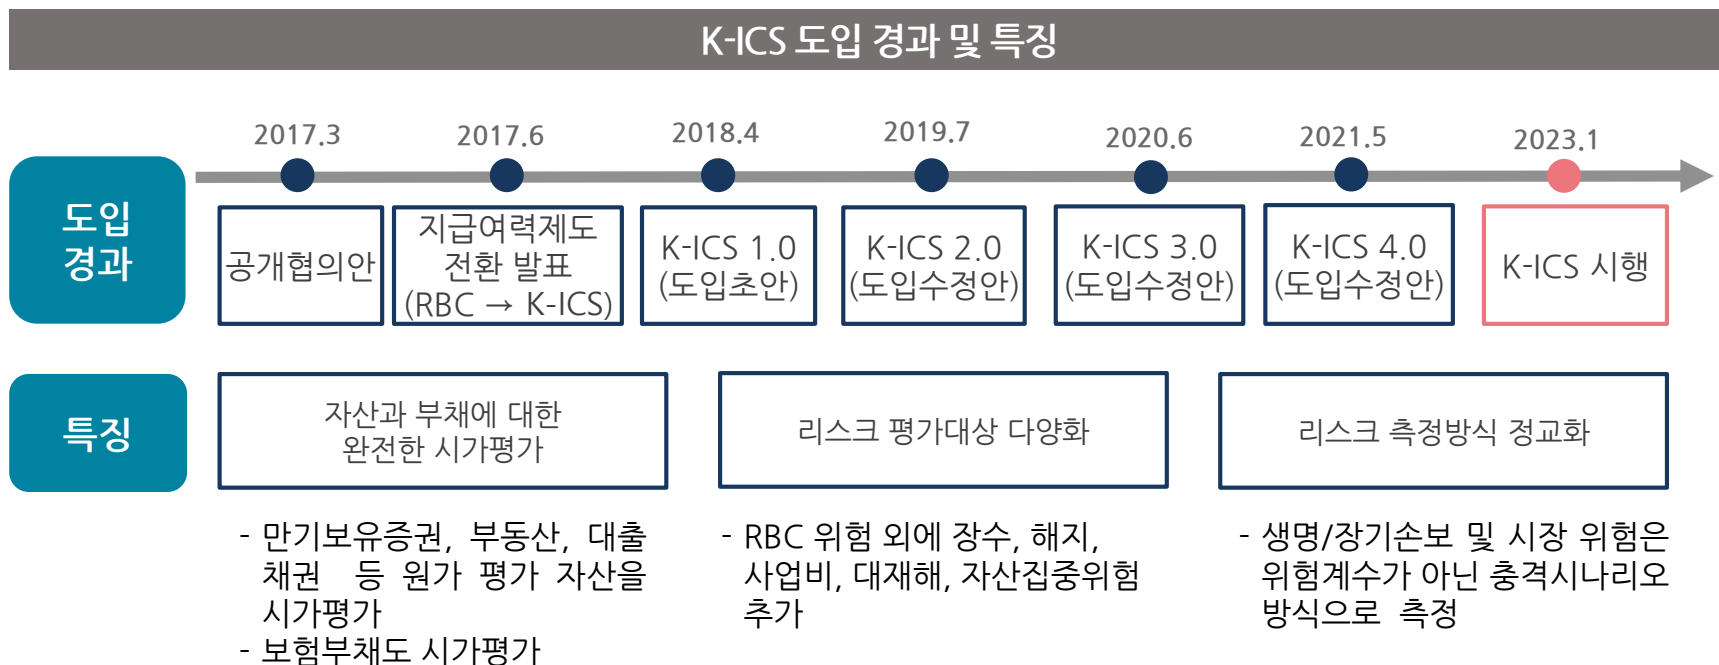 K-ICS 도입 경과 및 특징
2017.3
2017.6
2018.4
2019.7
2020.6
2021.5
2023.1
도입
경과
공개협의안
지급여력제도
전환 발표
(RBC → K-ICS)
K-ICS 1.0
(도입초안)
K-ICS 2.0
(도입수정안)
K-ICS 3.0
(도입수정안)
K-ICS 4.0
(도입수정안)
K-ICS 시행
특징
자산과 부채에 대한
완전한 시가평가
리스크 평가대상 다양화
리스크 측정방식 정교화
- 만기보유증권, 부동산, 대출
채권 등 원가 평가 자산을
시가평가
- 보험부채도 시가평가
- RBC 위험 외에 장수, 해지,
사업비, 대재해, 자산집중위험
추가
- 생명/장기손보 및 시장 위험은
위험계수가 아닌 충격시나리오
방식으로 측정